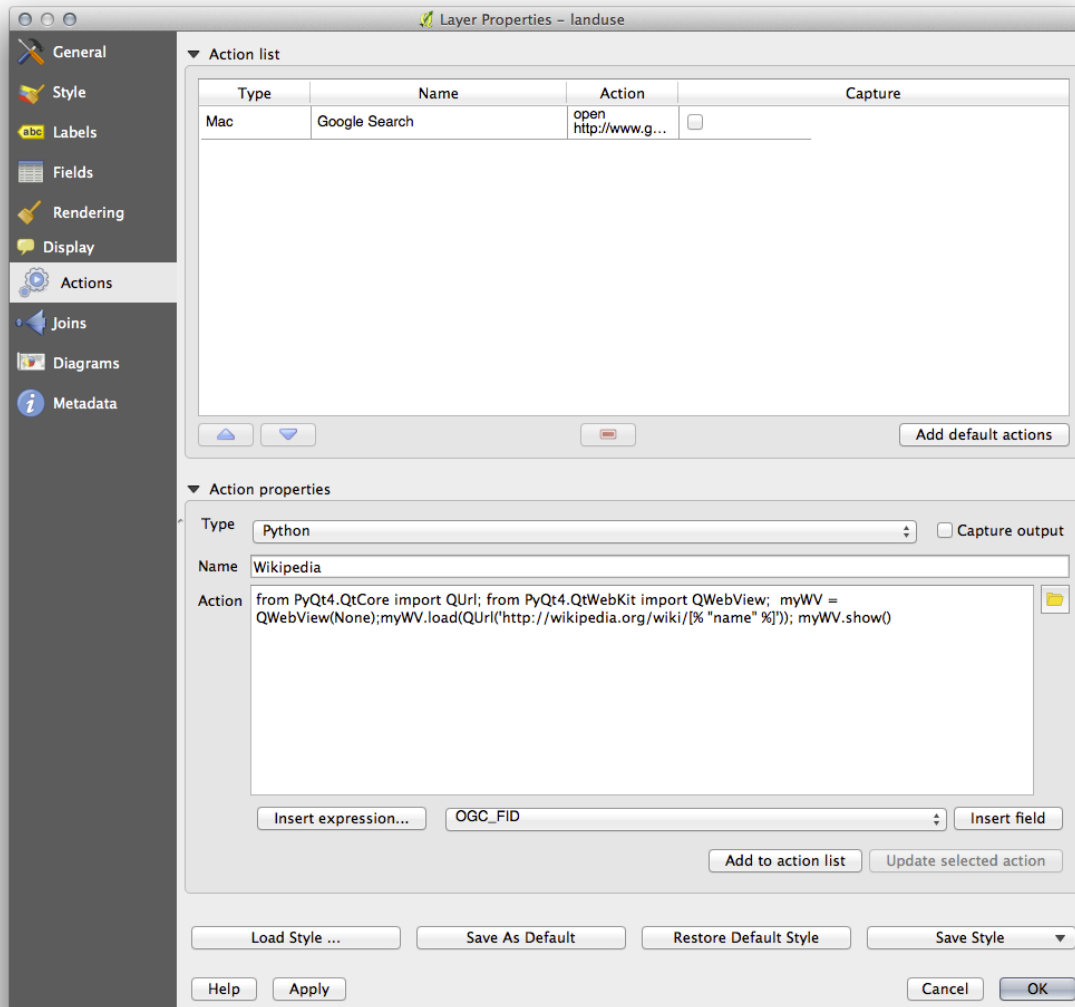 Layer Properties – landuse
General
Style
abc Labels
Fields
Rendering
Display
Actions
Joins
Diagrams
i Metadata
Action list
Type Name Action Capture
Mac Google Search open
http://www.g...
Add default actions
Action properties
Type Python Capture output
Name Wikipedia
Action from PyQt4.QtCore import QUrl; from PyQt4.QtWebKit import QWebView;  myWV =
QWebView(None);myWV.load(QUrl('http://wikipedia.org/wiki/[% "name" %]')); myWV.show()
Insert expression... OGC_FID Insert field
Add to action list Update selected action
Load Style ... Save As Default Restore Default Style Save Style
Help Apply Cancel OK